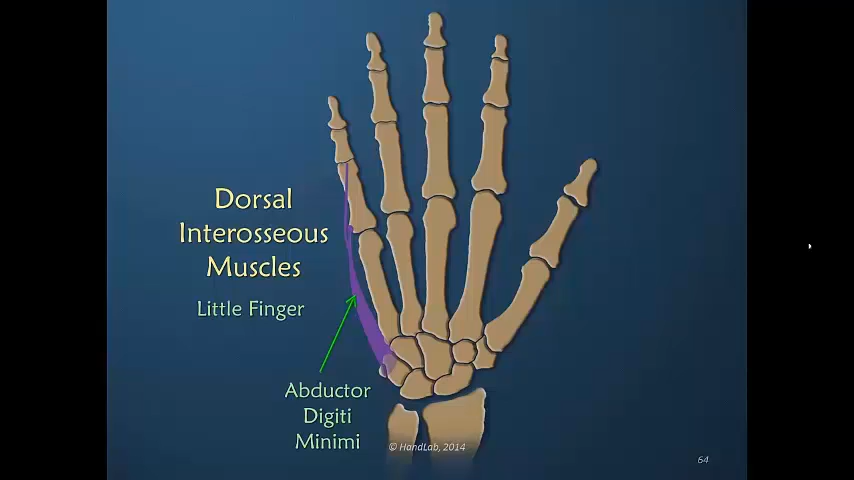 Dorsal
Interosseous
Muscles
Little Finger
Abductor
Digiti
Minimi
© HandLab, 2014
64